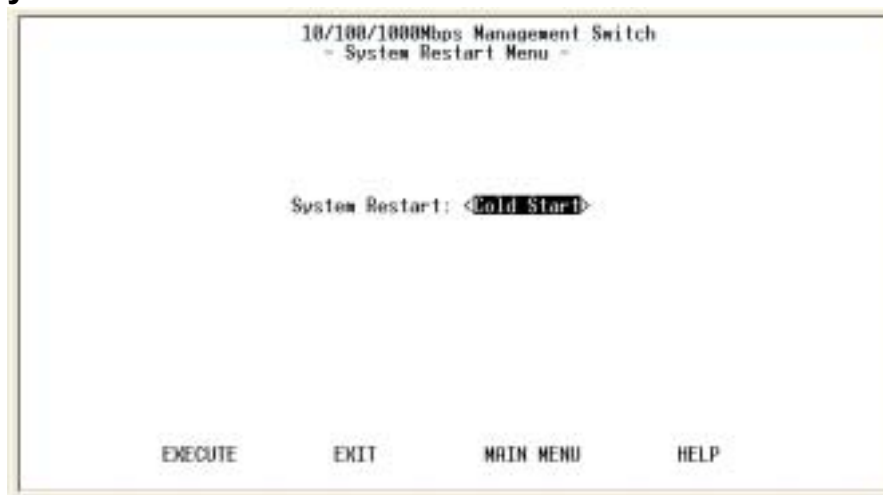 10/100/1000Mbps Management Switch
- System Restart Menu -
System Restart: <Cold Start>
EXECUTE EXIT MAIN MENU HELP